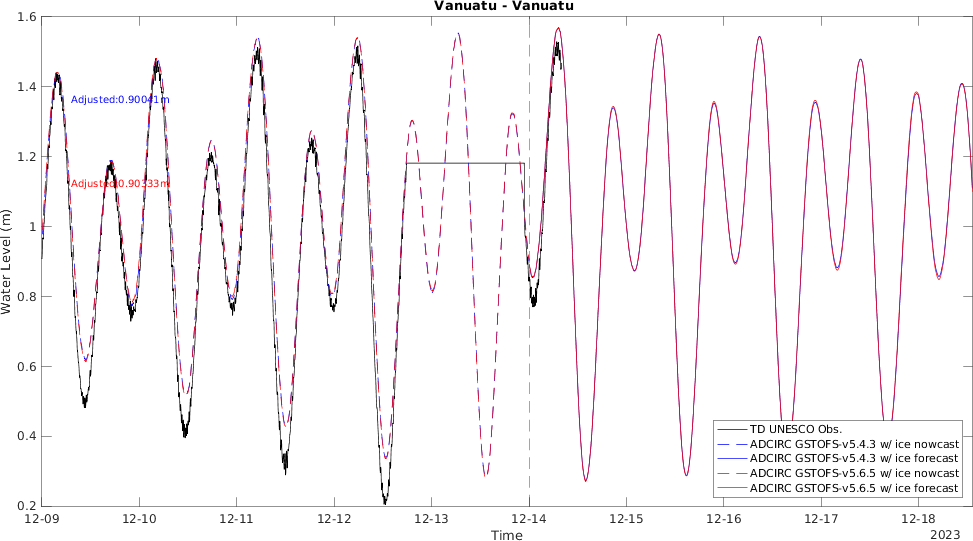 Vanuatu - Vanuatu
1.6
1.4
1.2
1
0.8
0.6
0.4
0.2
Water Level (m)
Adjusted:0.90041m
Adjusted:0.90333m
TD UNESCO Obs.
ADCIRC GSTOFS-v5.4.3 w/ ice nowcast
ADCIRC GSTOFS-v5.4.3 w/ ice forecast
ADCIRC GSTOFS-v5.6.5 w/ ice nowcast
ADCIRC GSTOFS-v5.6.5 w/ ice forecast
12-09 12-10 12-11 12-12 12-13 12-14 12-15 12-16 12-17 12-18
Time
2023